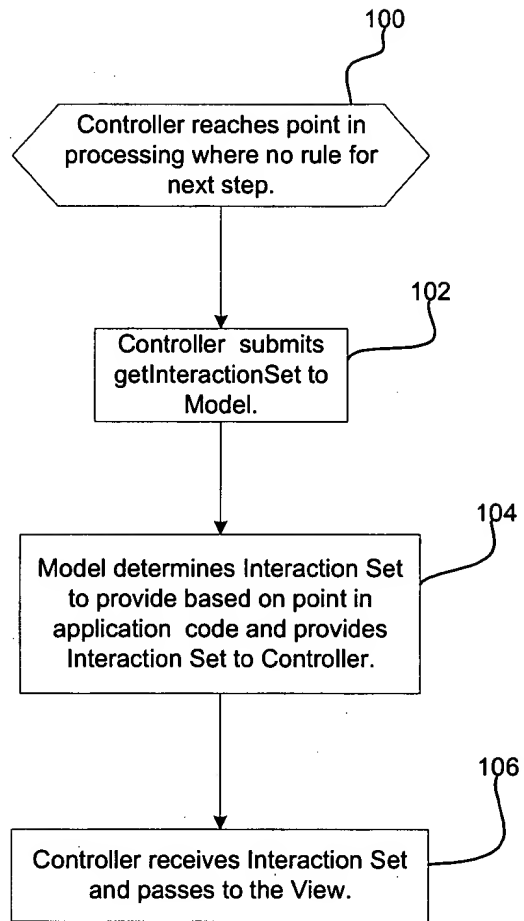 100
Controller reaches point in
processing where no rule for
next step.
102
Controller submits
getInteractionSet to
Model.
104
Model determines Interaction Set
to provide based on point in
application code and provides
Interaction Set to Controller.
106
Controller receives Interaction Set
and passes to the View.